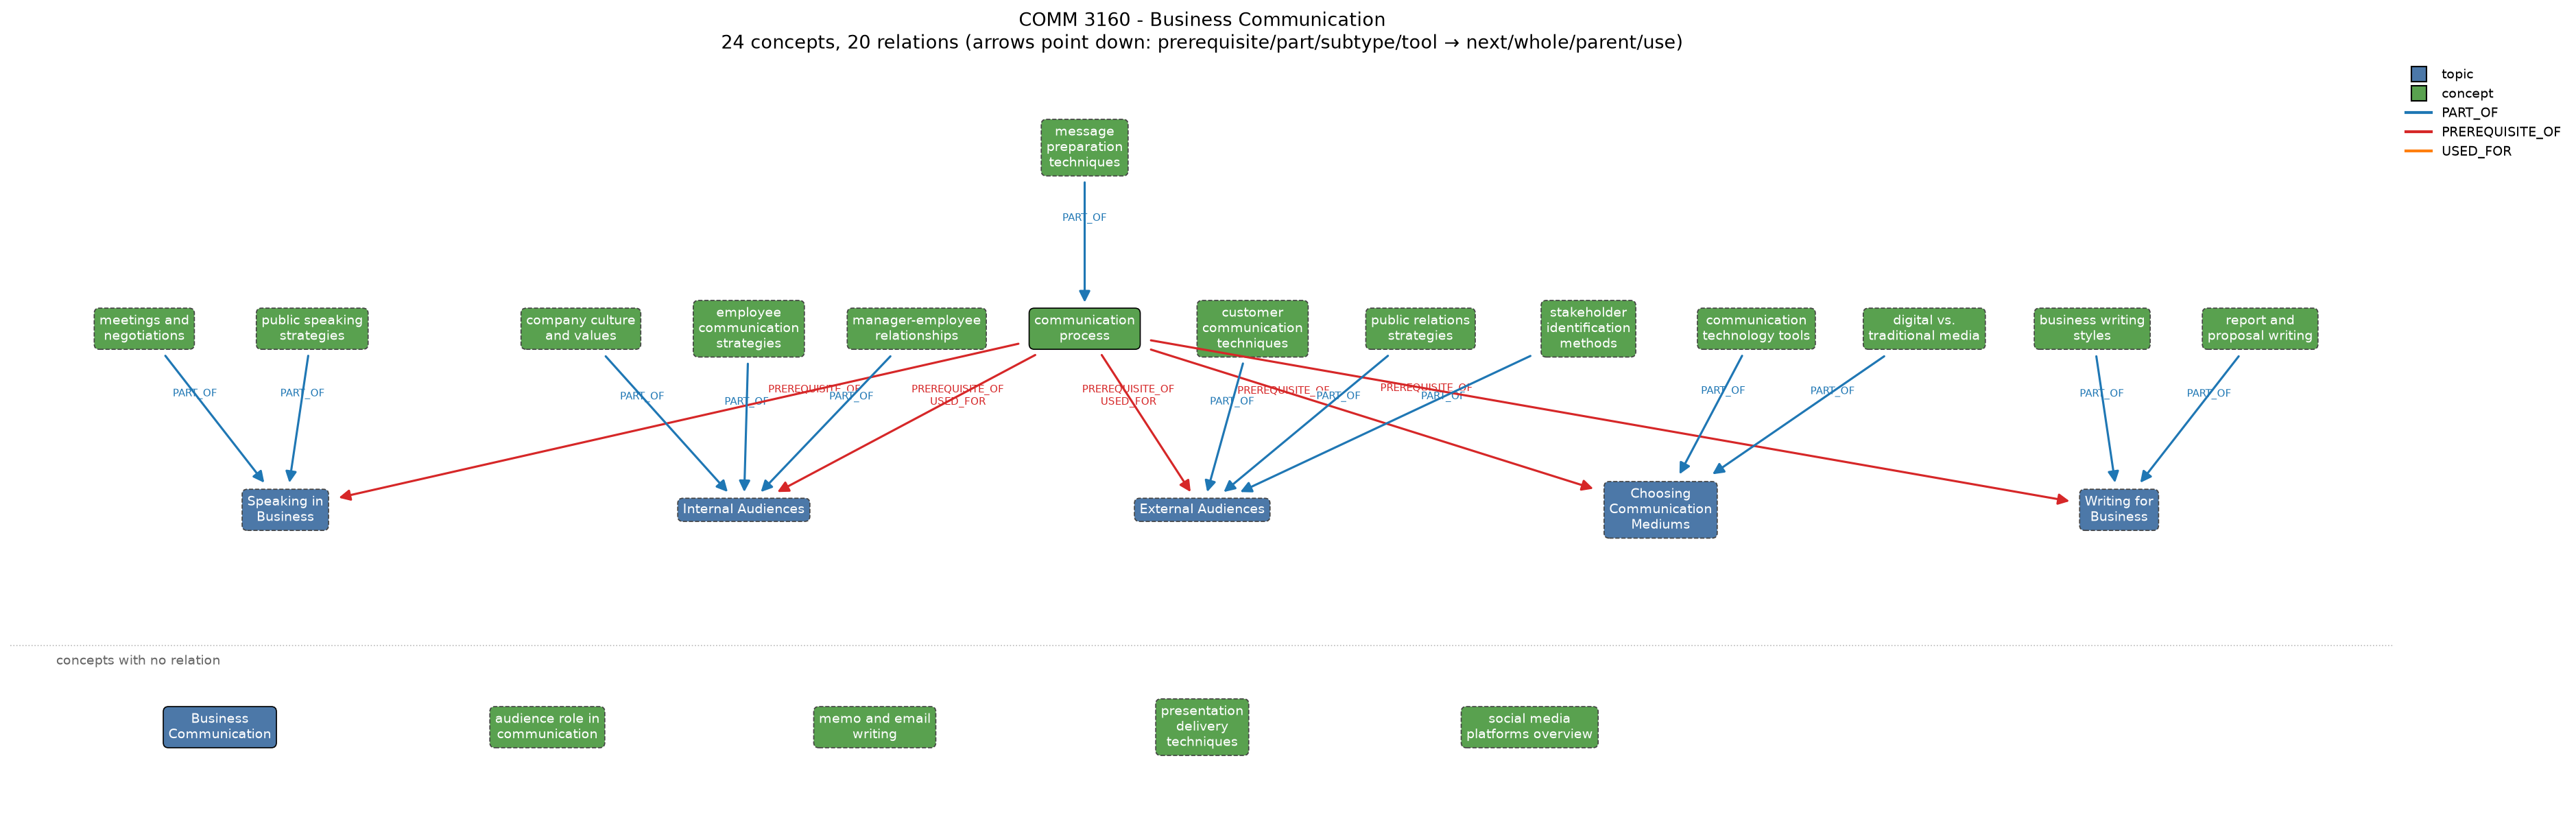 COMM 3160 - Business Communication
24 concepts, 20 relations (arrows point down: prerequisite/part/subtype/tool → next/whole/parent/use)
topic
concept
PART_OF
PREREQUISITE_OF
USED_FOR
message
preparation
techniques
PART_OF
meetings and
negotiations
public speaking
strategies
company culture
and values
employee
communication
strategies
manager-employee
relationships
communication
process
customer
communication
techniques
public relations
strategies
stakeholder
identification
methods
communication
technology tools
digital vs.
traditional media
business writing
styles
report and
proposal writing
PART_OF
PART_OF
PART_OF
PART_OF
PREREQUISITE_OF
PART_OF
PREREQUISITE_OF
USED_FOR
PREREQUISITE_OF
USED_FOR
PART_OF
PREREQUISITE_OF
PART_OF
PREREQUISITE_OF
PART_OF
PART_OF
PART_OF
PART_OF
PART_OF
Speaking in
Business
Internal Audiences
External Audiences
Choosing
Communication
Mediums
Writing for
Business
concepts with no relation
Business
Communication
audience role in
communication
memo and email
writing
presentation
delivery
techniques
social media
platforms overview